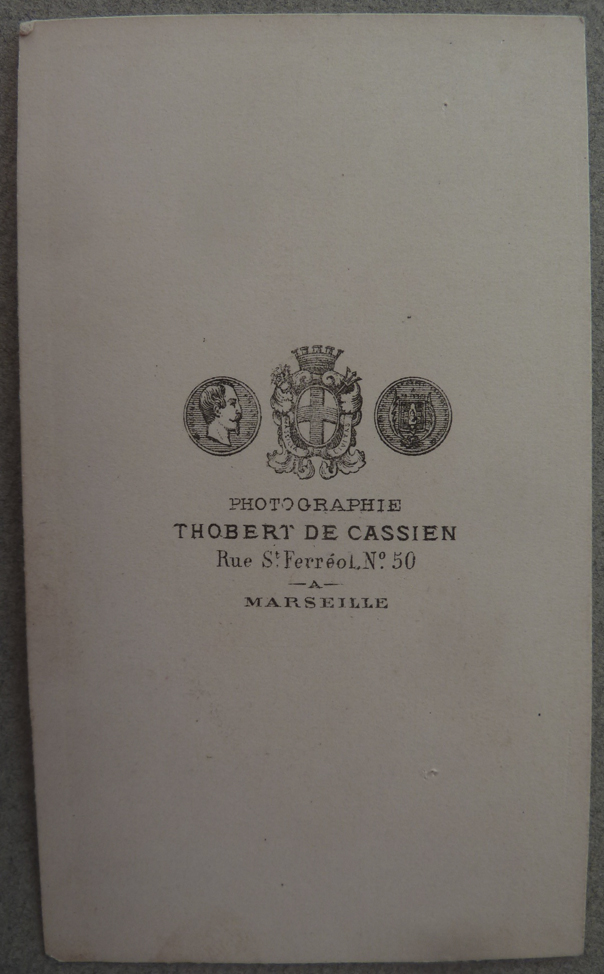 PHOTOGRAPHIE
THOBERT DE CASSIEN
Rue St Ferréol, No 50
—A—
MARSEILLE